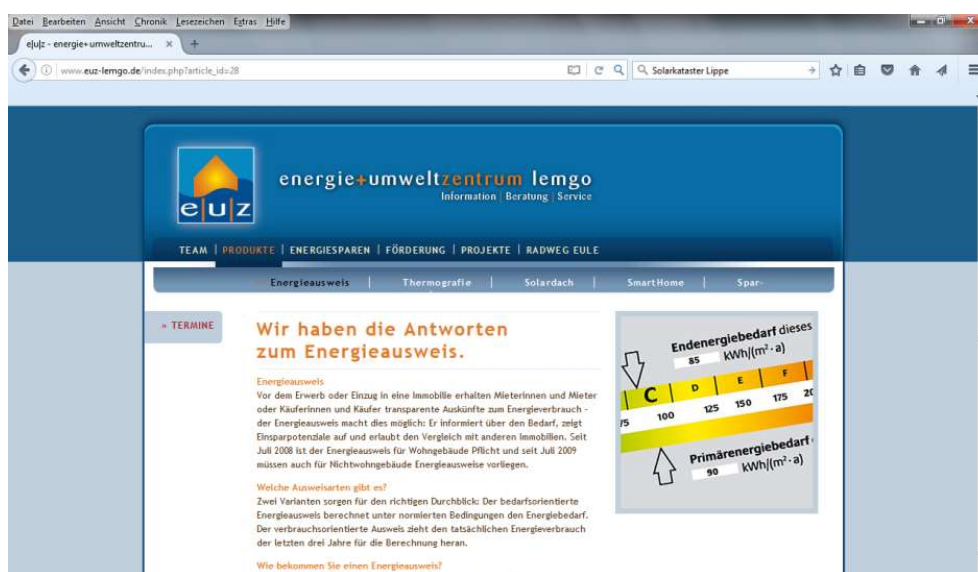 Datei Bearbeiten Ansicht Chronik Lesezeichen Extras Hilfe
e|u|z - energie+umweltzentru... × +
www.euz-lemgo.de/index.php?article_id=28
Solarkataster Lippe
e|u|z
energie+umweltzentrum lemgo
Information | Beratung | Service
TEAM | PRODUKTE | ENERGIESPAREN | FÖRDERUNG | PROJEKTE | RADWEG EULE
Energieausweis | Thermografie | Solardach | SmartHome | Spar-
» TERMINE
Wir haben die Antworten
zum Energieausweis.
Energieausweis
Vor dem Erwerb oder Einzug in eine Immobilie erhalten Mieterinnen und Mieter
oder Käuferinnen und Käufer transparente Auskünfte zum Energieverbrauch -
der Energieausweis macht dies möglich: Er informiert über den Bedarf, zeigt
Einsparpotenziale auf und erlaubt den Vergleich mit anderen Immobilien. Seit
Juli 2008 ist der Energieausweis für Wohngebäude Pflicht und seit Juli 2009
müssen auch für Nichtwohngebäude Energieausweise vorliegen.
Welche Ausweisarten gibt es?
Zwei Varianten sorgen für den richtigen Durchblick: Der bedarfsorientierte
Energieausweis berechnet unter normierten Bedingungen den Energiebedarf.
Der verbrauchsorientierte Ausweis zieht den tatsächlichen Energieverbrauch
der letzten drei Jahre für die Berechnung heran.
Wie bekommen Sie einen Energieausweis?
Endenergiebedarf dieses
85 kWh/(m²·a)
C D E F
75 100 125 150 175 20
Primärenergiebedarf
90 kWh/(m²·a)